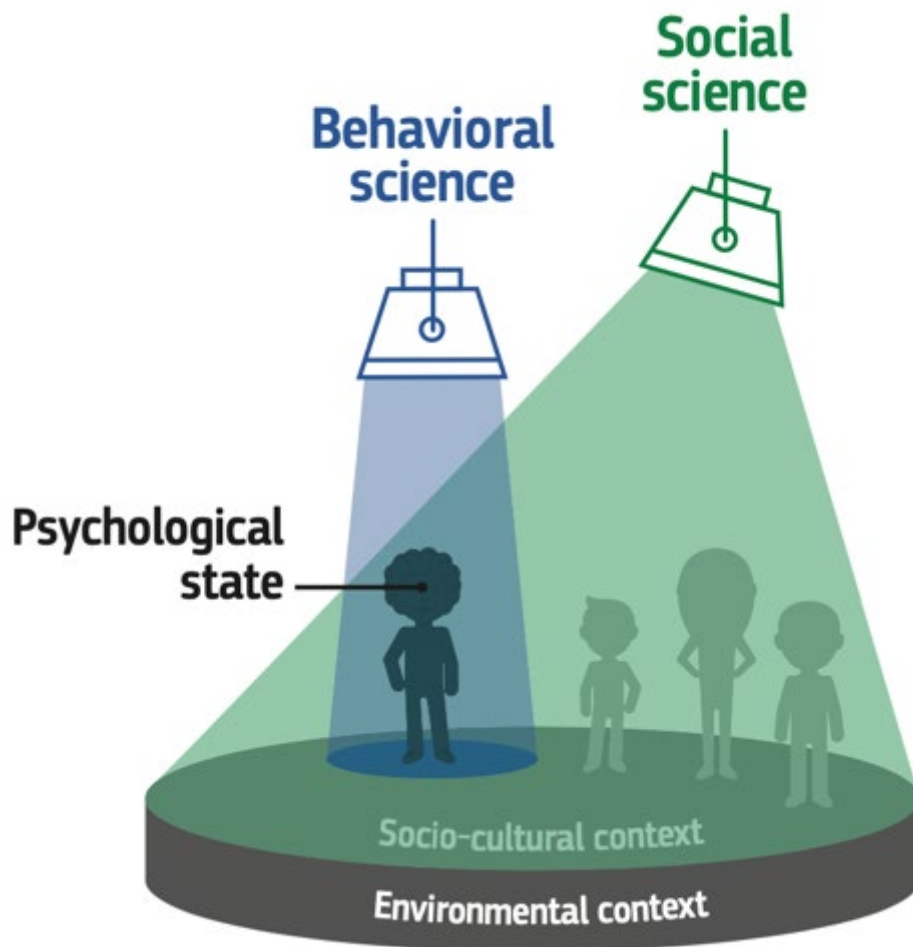 Social
science
Behavioral
science
Psychological
state
Socio-cultural context
Environmental context